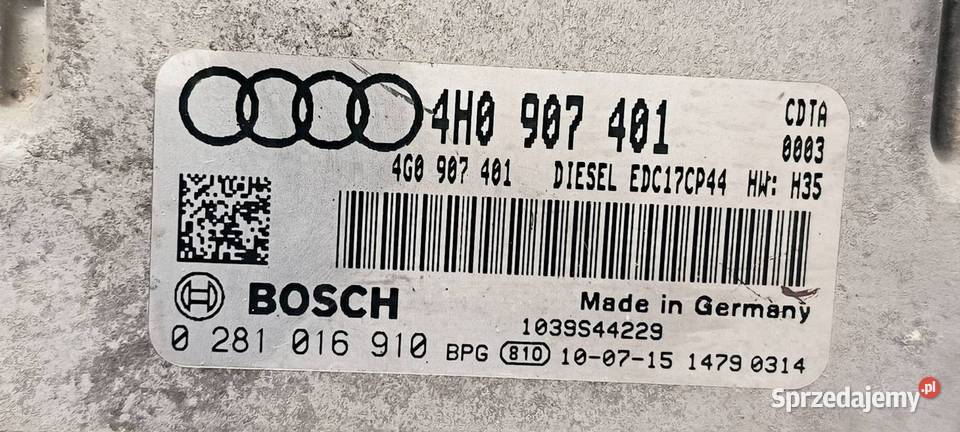 4H0 907 401 CDTA
0003
4G0 907 401 DIESEL EDC17CP44 HW: H35
BOSCH Made in Germany
1039S44229
0 281 016 910 BPG 810 10-07-15 1479 0314
Sprzedajemy.pl